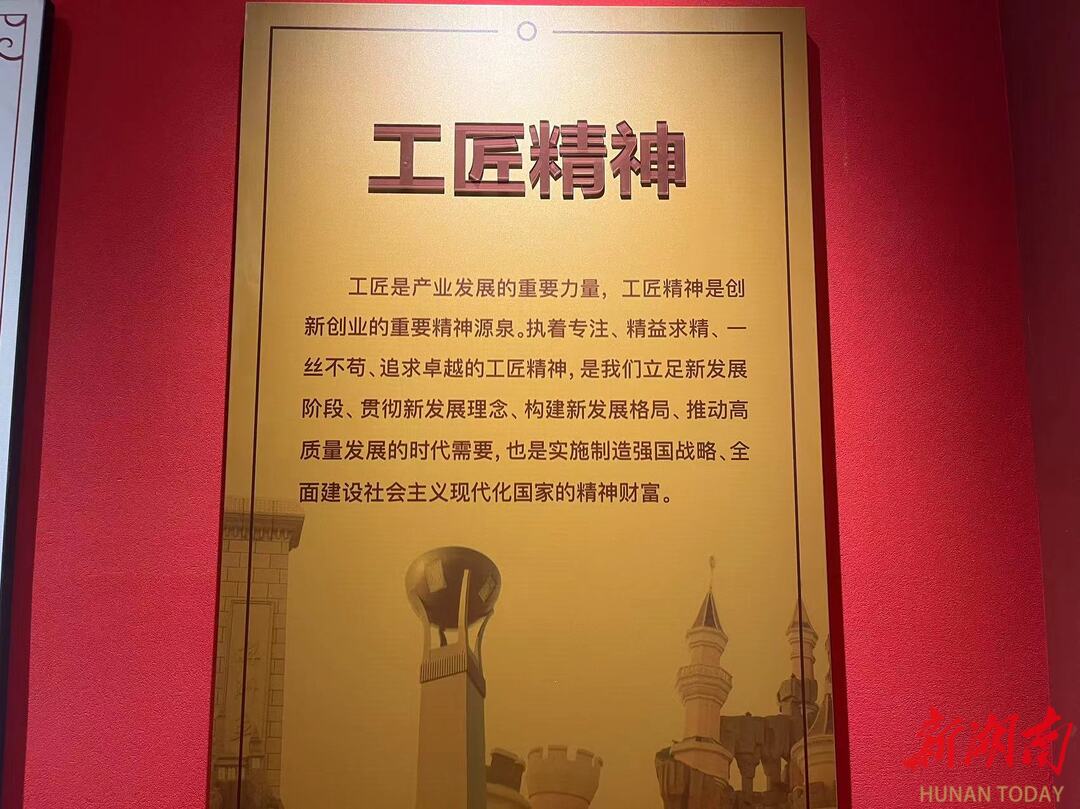 工匠精神
工匠是产业发展的重要力量，工匠精神是创
新创业的重要精神源泉。执着专注、精益求精、一
丝不苟、追求卓越的工匠精神，是我们立足新发展
阶段、贯彻新发展理念、构建新发展格局、推动高
质量发展的时代需要，也是实施制造强国战略、全
面建设社会主义现代化国家的精神财富。
新湖南
HUNAN TODAY